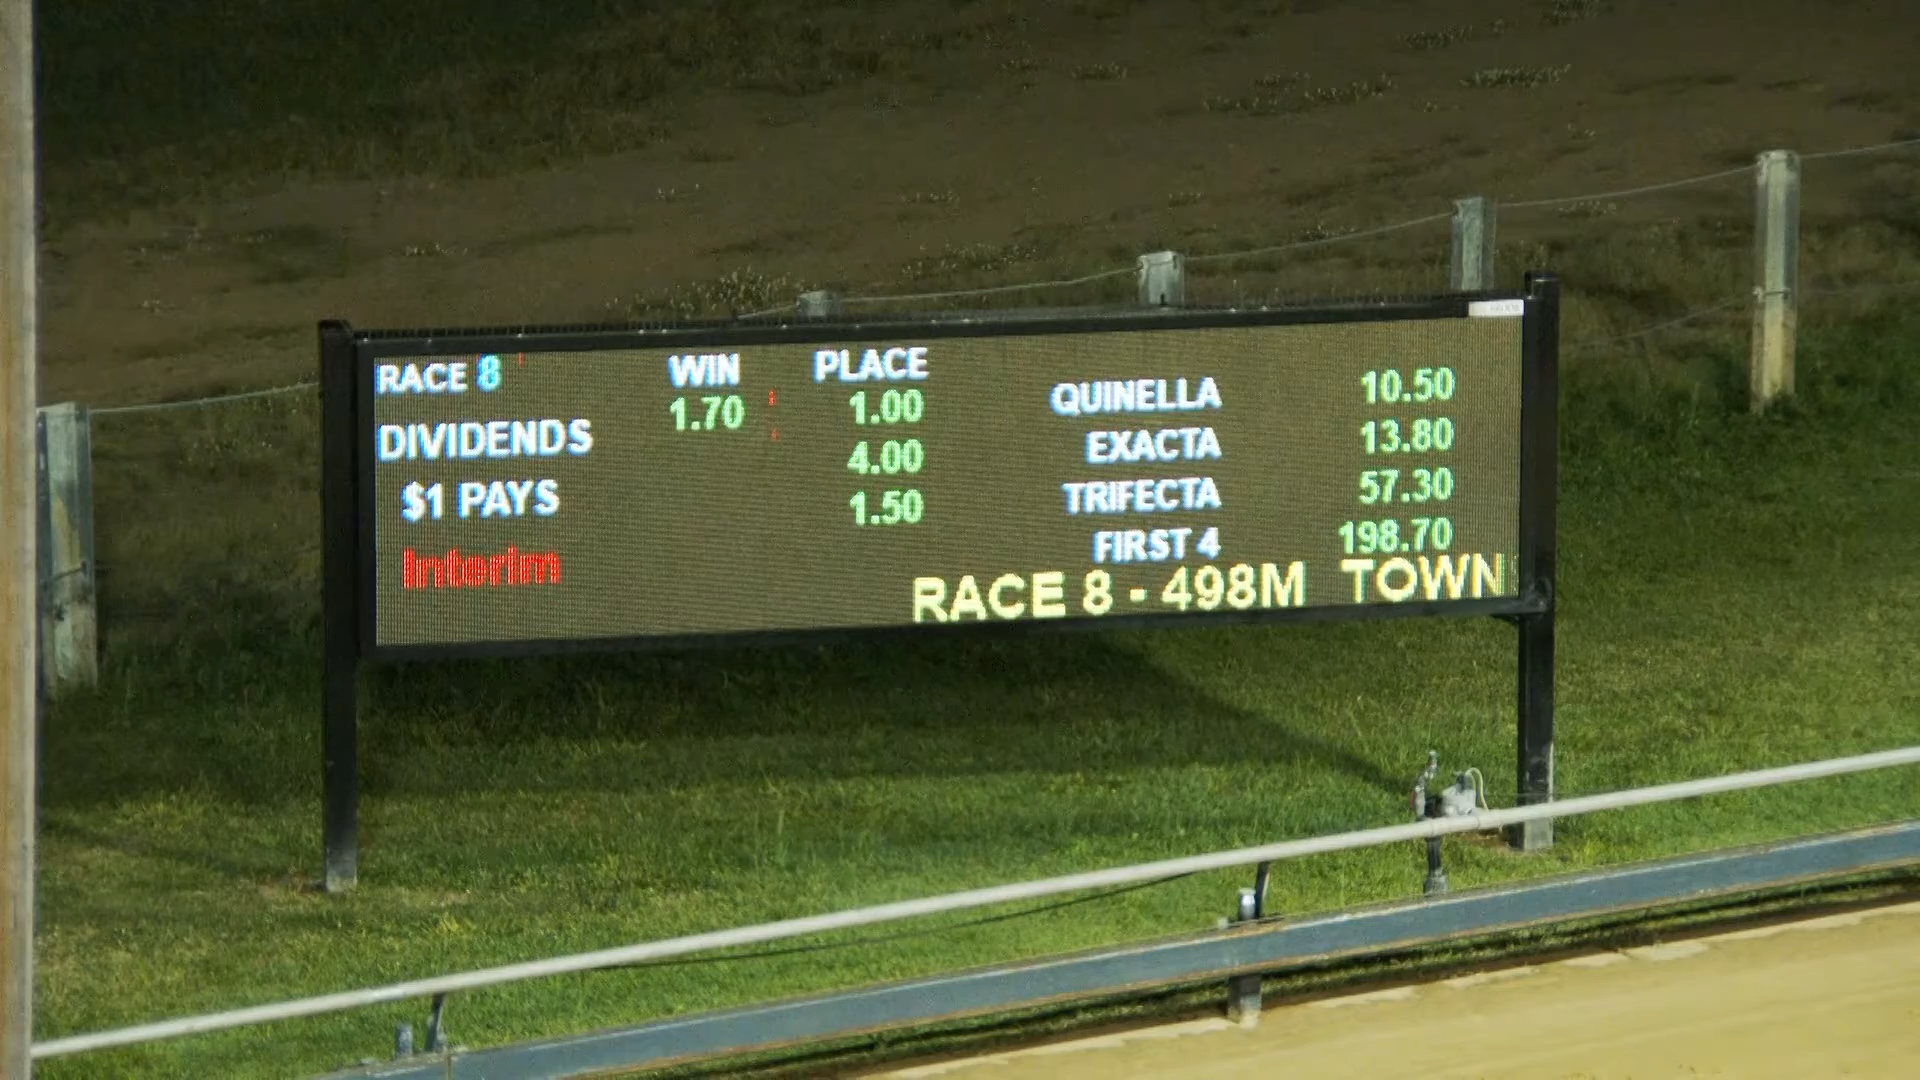 RACE 8 WIN PLACE
1.70 1.00
DIVIDENDS 4.00
$1 PAYS 1.50
Interim
QUINELLA 10.50
EXACTA 13.80
TRIFECTA 57.30
FIRST 4 198.70
RACE 8 - 498M TOWN